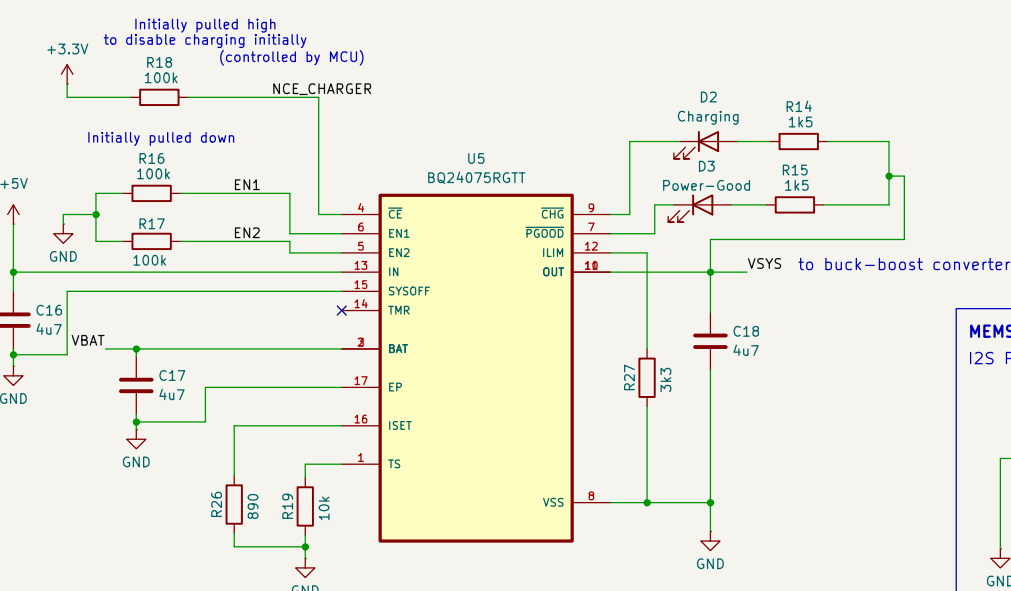 Initially pulled high
to disable charging initially
(controlled by MCU)
+3.3V
R18
100k
NCE_CHARGER
Initially pulled down
R16
100k
EN1
+5V
R17
100k
EN2
GND
C16
4u7
GND
VBAT
C17
4u7
GND
R26
890
R19
10k
GND
U5
BQ24075RGTT
4
CE
6
EN1
5
EN2
13
IN
15
SYSOFF
14
TMR
BAT
17
EP
16
ISET
1
TS
CHG
9
PGOOD
7
ILIM
12
OUT
VSS
8
D2
Charging
R14
1k5
D3
Power-Good
R15
1k5
VSYS
to buck-boost converter
R27
3k3
C18
4u7
GND
MEMS
I2S
GND